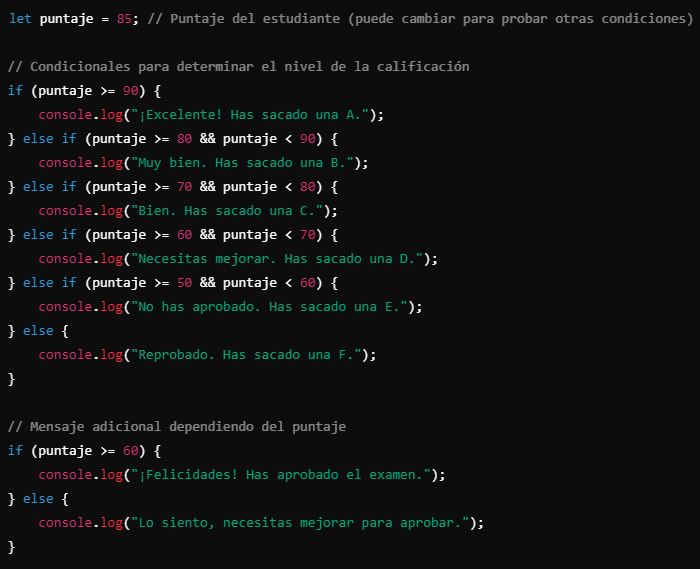 let puntaje = 85; // Puntaje del estudiante (puede cambiar para probar otras condiciones)

// Condicionales para determinar el nivel de la calificación
if (puntaje >= 90) {
    console.log("¡Excelente! Has sacado una A.");
} else if (puntaje >= 80 && puntaje < 90) {
    console.log("Muy bien. Has sacado una B.");
} else if (puntaje >= 70 && puntaje < 80) {
    console.log("Bien. Has sacado una C.");
} else if (puntaje >= 60 && puntaje < 70) {
    console.log("Necesitas mejorar. Has sacado una D.");
} else if (puntaje >= 50 && puntaje < 60) {
    console.log("No has aprobado. Has sacado una E.");
} else {
    console.log("Reprobado. Has sacado una F.");
}

// Mensaje adicional dependiendo del puntaje
if (puntaje >= 60) {
    console.log("¡Felicidades! Has aprobado el examen.");
} else {
    console.log("Lo siento, necesitas mejorar para aprobar.");
}